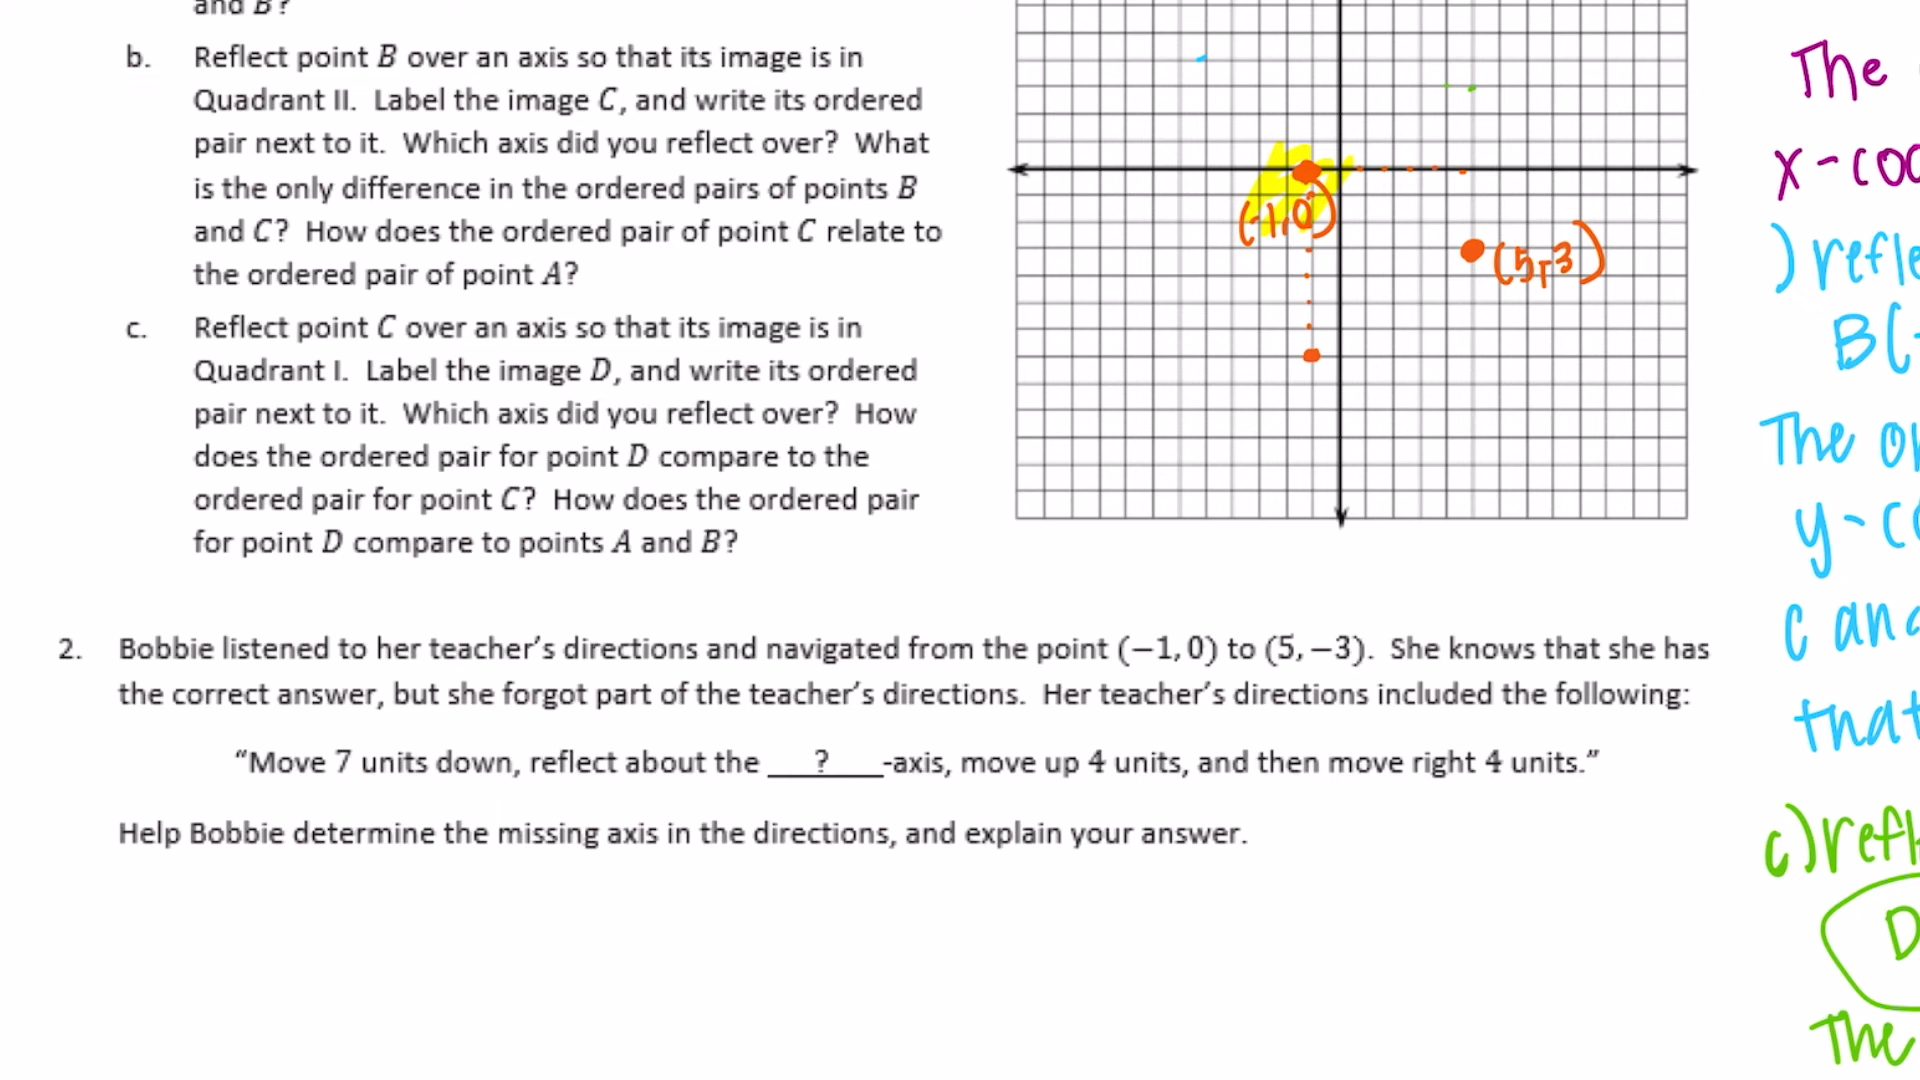 and B?
b. Reflect point B over an axis so that its image is in
Quadrant II. Label the image C, and write its ordered
pair next to it. Which axis did you reflect over? What
is the only difference in the ordered pairs of points B
and C? How does the ordered pair of point C relate to
the ordered pair of point A?
c. Reflect point C over an axis so that its image is in
Quadrant I. Label the image D, and write its ordered
pair next to it. Which axis did you reflect over? How
does the ordered pair for point D compare to the
ordered pair for point C? How does the ordered pair
for point D compare to points A and B?
(-1,0)
(5,-3)
2. Bobbie listened to her teacher’s directions and navigated from the point (−1, 0) to (5, −3). She knows that she has
the correct answer, but she forgot part of the teacher’s directions. Her teacher’s directions included the following:
“Move 7 units down, reflect about the ? -axis, move up 4 units, and then move right 4 units.”
Help Bobbie determine the missing axis in the directions, and explain your answer.
The
x-coo
) refle
B(-
The or
y-co
C and
that
c) refl
D
The